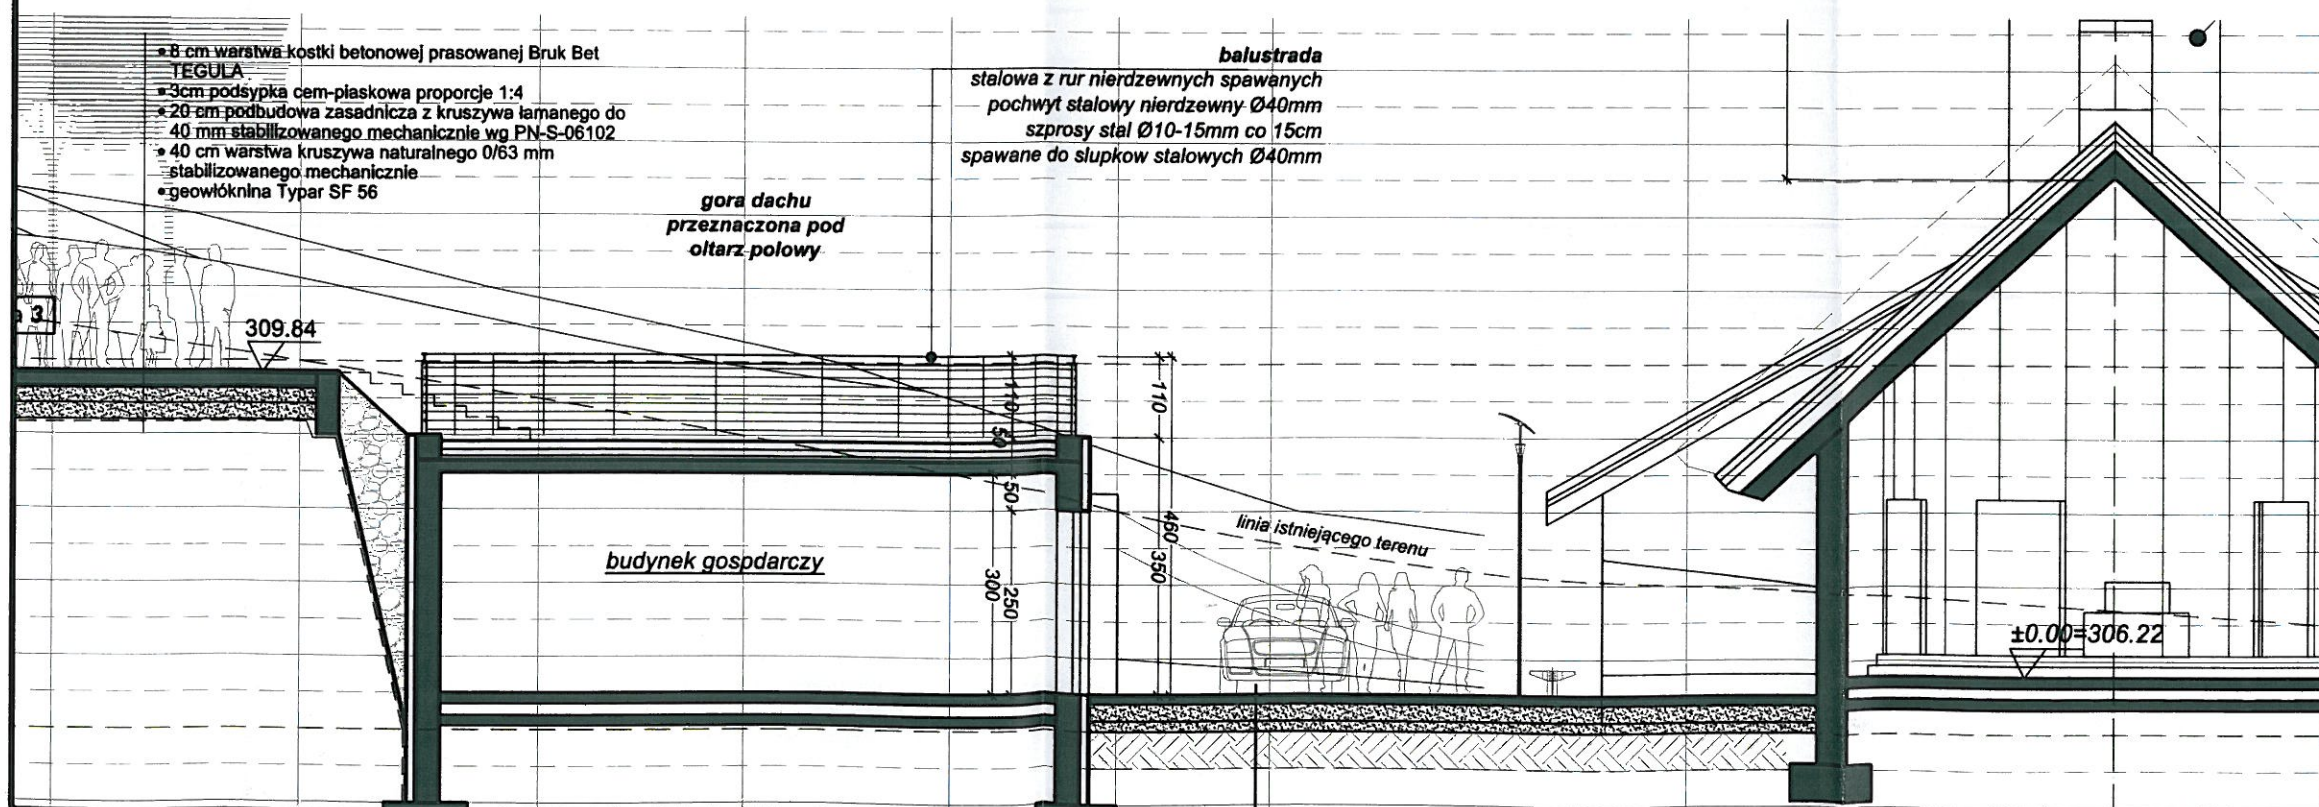 • 8 cm warstwa kostki betonowej prasowanej Bruk Bet
TEGULA
• 3cm podsypka cem-piaskowa proporcje 1:4
• 20 cm podbudowa zasadnicza z kruszywa łamanego do
40 mm stabilizowanego mechanicznie wg PN-S-06102
• 40 cm warstwa kruszywa naturalnego 0/63 mm
stabilizowanego mechanicznie
• geowłóknina Typar SF 56
balustrada
stalowa z rur nierdzewnych spawanych
pochwyt stalowy nierdzewny Ø40mm
szprosy stal Ø10-15mm co 15cm
spawane do slupkow stalowych Ø40mm
gora dachu
przeznaczona pod
oltarz polowy
a 3
309.84
110
50
110
50
460
350
300
250
linia istniejącego terenu
budynek gospdarczy
±0.00=306.22